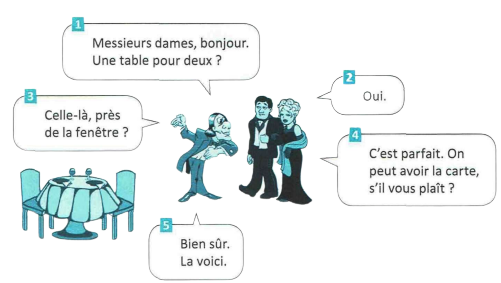 1
Messieurs dames, bonjour.
Une table pour deux ?
2
Oui.
3
Celle-là, près
de la fenêtre ?
4
C'est parfait. On
peut avoir la carte,
s'il vous plaît ?
5
Bien sûr.
La voici.